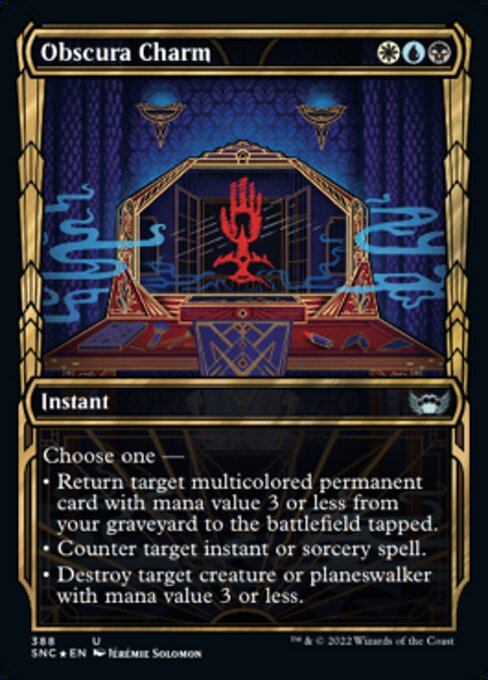 Obscura Charm
Instant
Choose one —
• Return target multicolored permanent
card with mana value 3 or less from
your graveyard to the battlefield tapped.
• Counter target instant or sorcery spell.
• Destroy target creature or planeswalker
with mana value 3 or less.
388 U
SNC★EN Jérémie Solomon
™ & © 2022 Wizards of the Coast